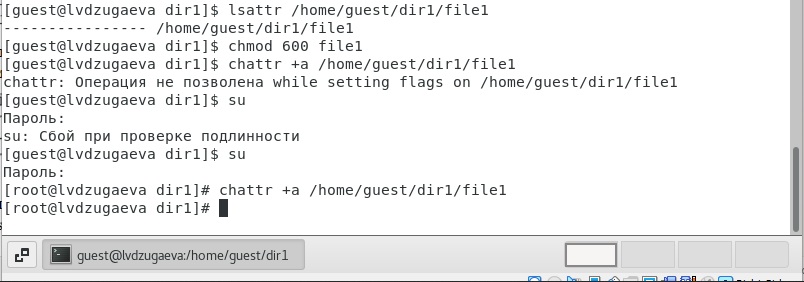 [guest@lvdzugaeva dir1]$ lsattr /home/guest/dir1/file1
--------------- /home/guest/dir1/file1
[guest@lvdzugaeva dir1]$ chmod 600 file1
[guest@lvdzugaeva dir1]$ chattr +a /home/guest/dir1/file1
chattr: Операция не позволена while setting flags on /home/guest/dir1/file1
[guest@lvdzugaeva dir1]$ su
Пароль:
su: Сбой при проверке подлинности
[guest@lvdzugaeva dir1]$ su
Пароль:
[root@lvdzugaeva dir1]# chattr +a /home/guest/dir1/file1
[root@lvdzugaeva dir1]#
guest@lvdzugaeva:/home/guest/dir1